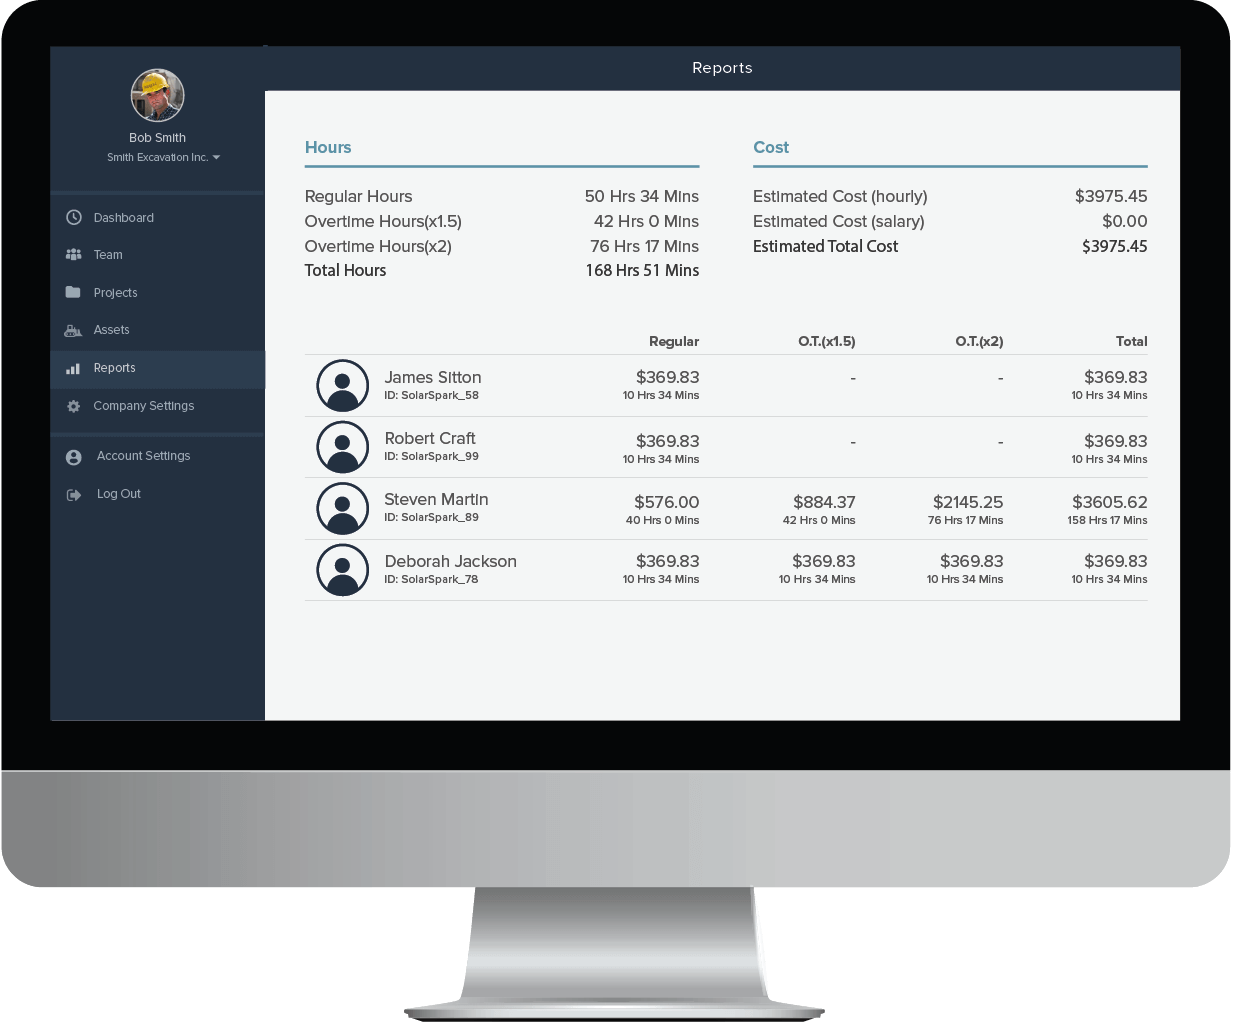 Reports
Bob Smith
Smith Excavation Inc.
Dashboard
Team
Projects
Assets
Reports
Company Settings
Account Settings
Log Out
Hours
Regular Hours 50 Hrs 34 Mins
Overtime Hours(x1.5) 42 Hrs 0 Mins
Overtime Hours(x2) 76 Hrs 17 Mins
Total Hours 168 Hrs 51 Mins
Cost
Estimated Cost (hourly) $3975.45
Estimated Cost (salary) $0.00
Estimated Total Cost $3975.45
Regular O.T.(x1.5) O.T.(x2) Total
James Sitton $369.83 - - $369.83
ID: SolarSpark_58 10 Hrs 34 Mins 10 Hrs 34 Mins
Robert Craft $369.83 - - $369.83
ID: SolarSpark_99 10 Hrs 34 Mins 10 Hrs 34 Mins
Steven Martin $576.00 $884.37 $2145.25 $3605.62
ID: SolarSpark_89 40 Hrs 0 Mins 42 Hrs 0 Mins 76 Hrs 17 Mins 158 Hrs 17 Mins
Deborah Jackson $369.83 $369.83 $369.83 $369.83
ID: SolarSpark_78 10 Hrs 34 Mins 10 Hrs 34 Mins 10 Hrs 34 Mins 10 Hrs 34 Mins